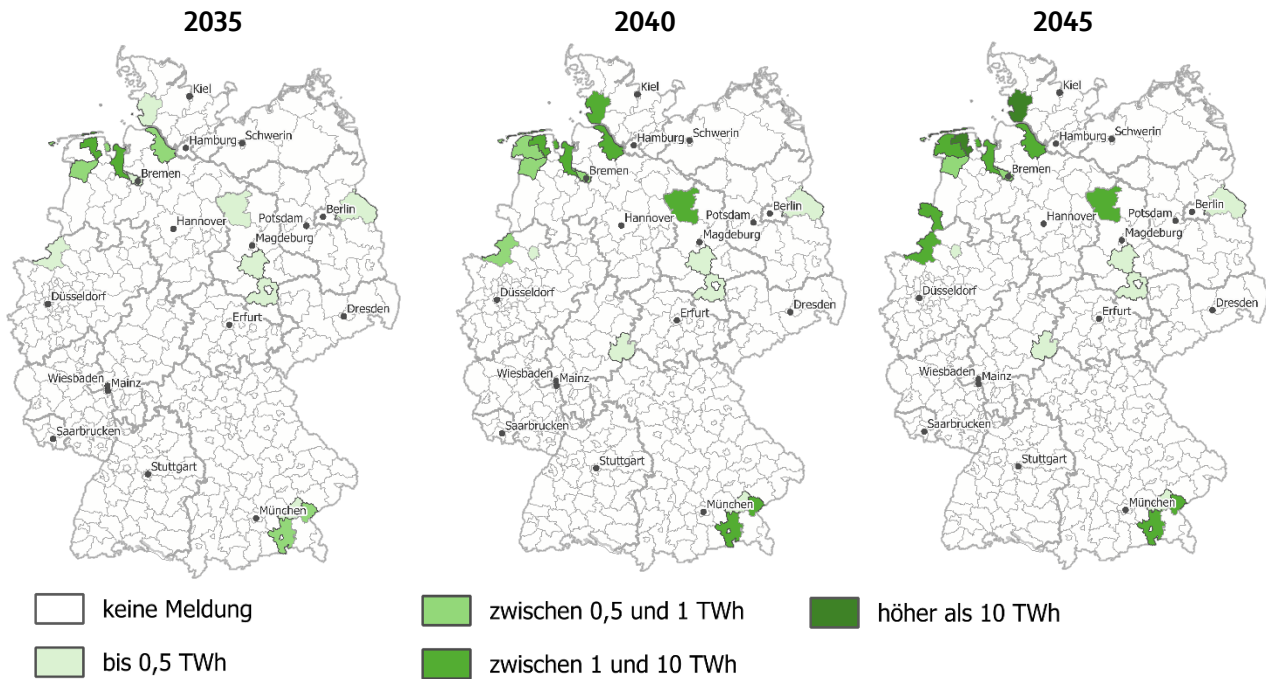 2035
2040
2045
Kiel
Hamburg
Schwerin
Bremen
Berlin
Hannover
Potsdam
Magdeburg
Düsseldorf
Erfurt
Dresden
Wiesbaden
Mainz
Saarbrücken
Stuttgart
München
Kiel
Hamburg
Schwerin
Bremen
Berlin
Hannover
Potsdam
Magdeburg
Düsseldorf
Erfurt
Dresden
Wiesbaden
Mainz
Saarbrücken
Stuttgart
München
Kiel
Hamburg
Schwerin
Bremen
Berlin
Hannover
Potsdam
Magdeburg
Düsseldorf
Erfurt
Dresden
Wiesbaden
Mainz
Saarbrücken
Stuttgart
München
keine Meldung
zwischen 0,5 und 1 TWh
höher als 10 TWh
bis 0,5 TWh
zwischen 1 und 10 TWh